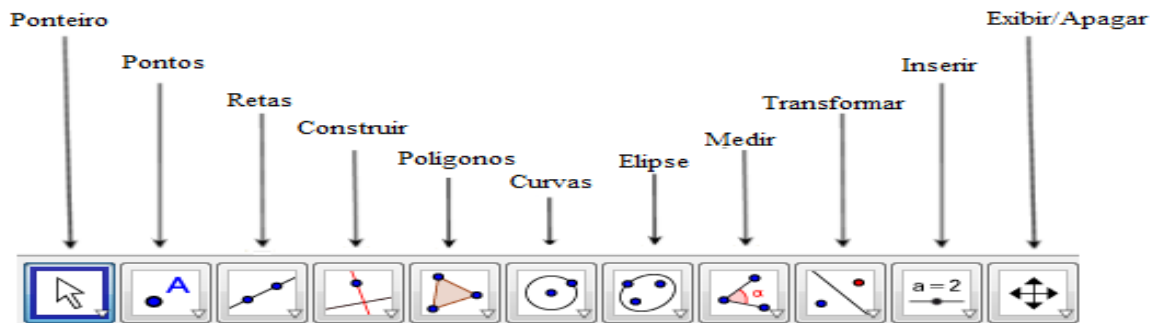 Ponteiro
Pontos
Retas
Construir
Polígonos
Curvas
Elipse
Medir
Transformar
Inserir
Exibir/Apagar
A
α
a = 2